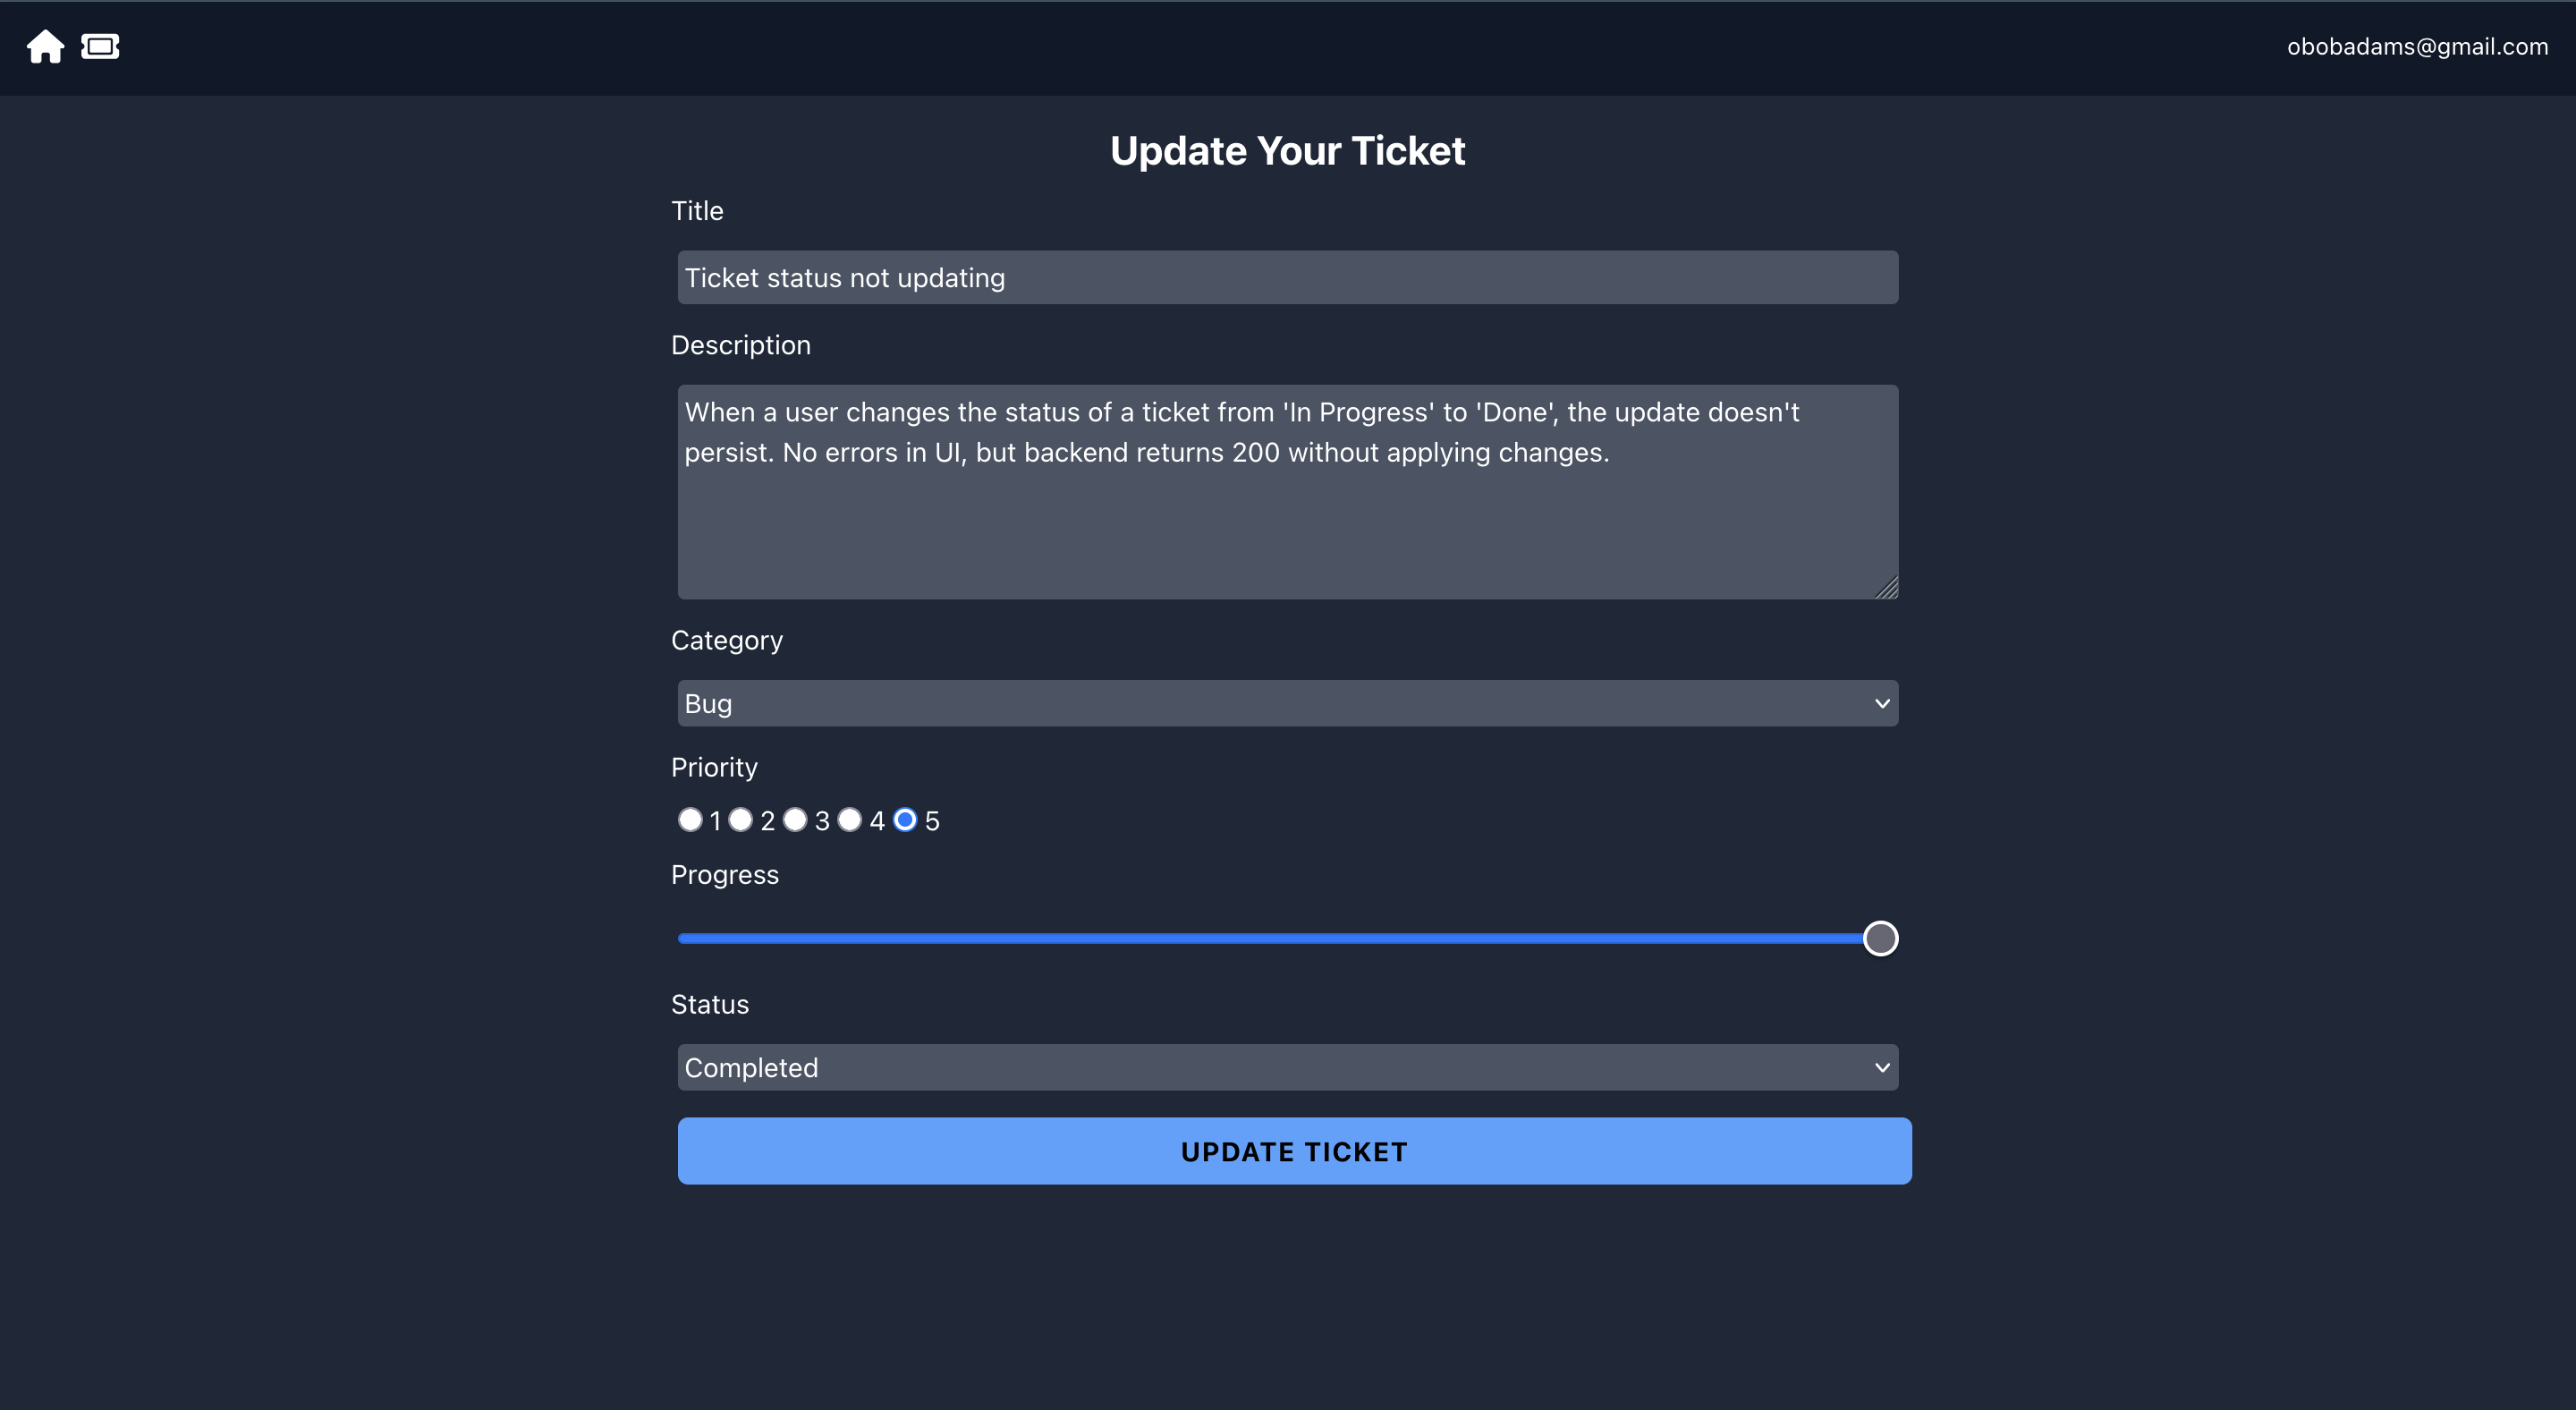 obobadams@gmail.com
Update Your Ticket
Title
Ticket status not updating
Description
When a user changes the status of a ticket from 'In Progress' to 'Done', the update doesn't
persist. No errors in UI, but backend returns 200 without applying changes.
Category
Bug
Priority
1 2 3 4 5
Progress
Status
Completed
UPDATE TICKET